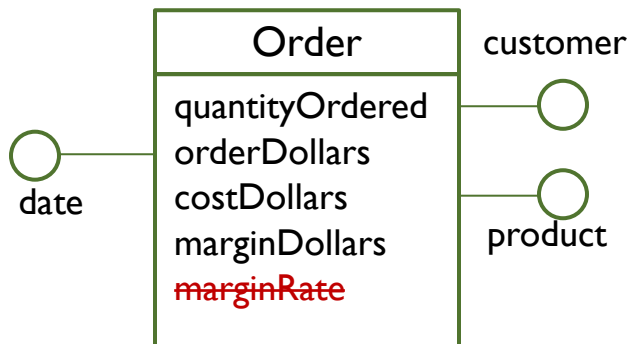 Order
customer
quantityOrdered
orderDollars
costDollars
date
product
marginDollars
marginRate